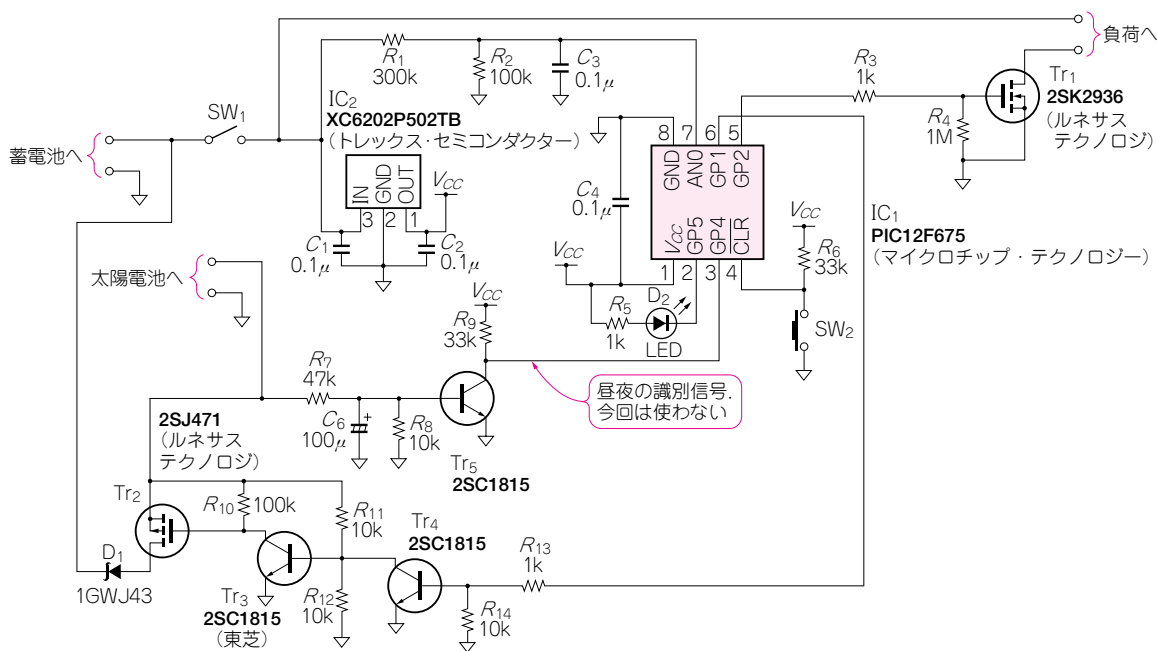 負荷へ
R1
300k
R2
100k
C3
0.1μ
R3
1k
Tr1
2SK2936
(ルネサス
テクノロジ)
R4
1M
SW1
IC2
XC6202P502TB
(トレックス・セミコンダクター)
蓄電池へ
IN
GND
OUT
3
2
1
VCC
C1
0.1μ
C2
0.1μ
8
7
6
5
GND
AN0
GP1
GP2
VCC
GP5
GP4
CLR
1
2
3
4
C4
0.1μ
VCC
IC1
PIC12F675
(マイクロチップ・テクノロジー)
VCC
R6
33k
SW2
太陽電池へ
R5
1k
D2
LED
VCC
R9
33k
昼夜の識別信号.
今回は使わない
R7
47k
C6
100μ
+
R8
10k
Tr5
2SC1815
2SJ471
(ルネサス
テクノロジ)
Tr2
R10
100k
R11
10k
Tr4
2SC1815
R13
1k
D1
1GWJ43
Tr3
2SC1815
(東芝)
R12
10k
R14
10k